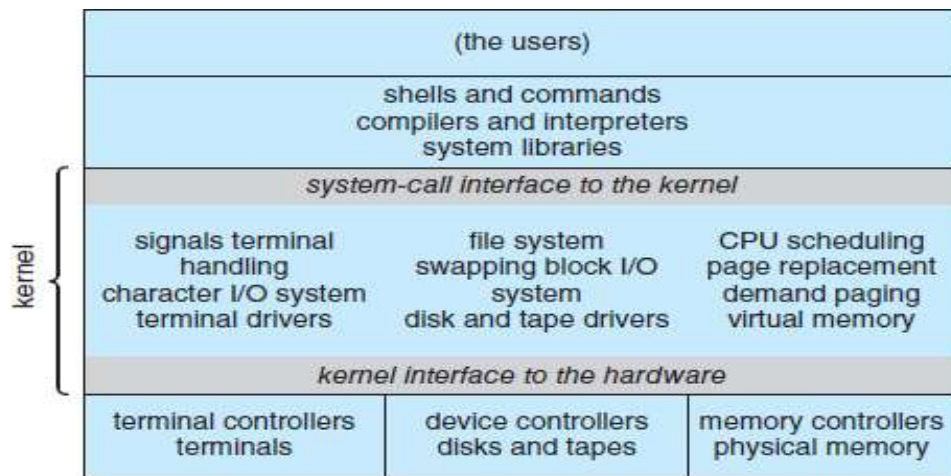 (the users)
shells and commands
compilers and interpreters
system libraries
system-call interface to the kernel
kernel
signals terminal
handling
character I/O system
terminal drivers
file system
swapping block I/O
system
disk and tape drivers
CPU scheduling
page replacement
demand paging
virtual memory
kernel interface to the hardware
terminal controllers
terminals
device controllers
disks and tapes
memory controllers
physical memory